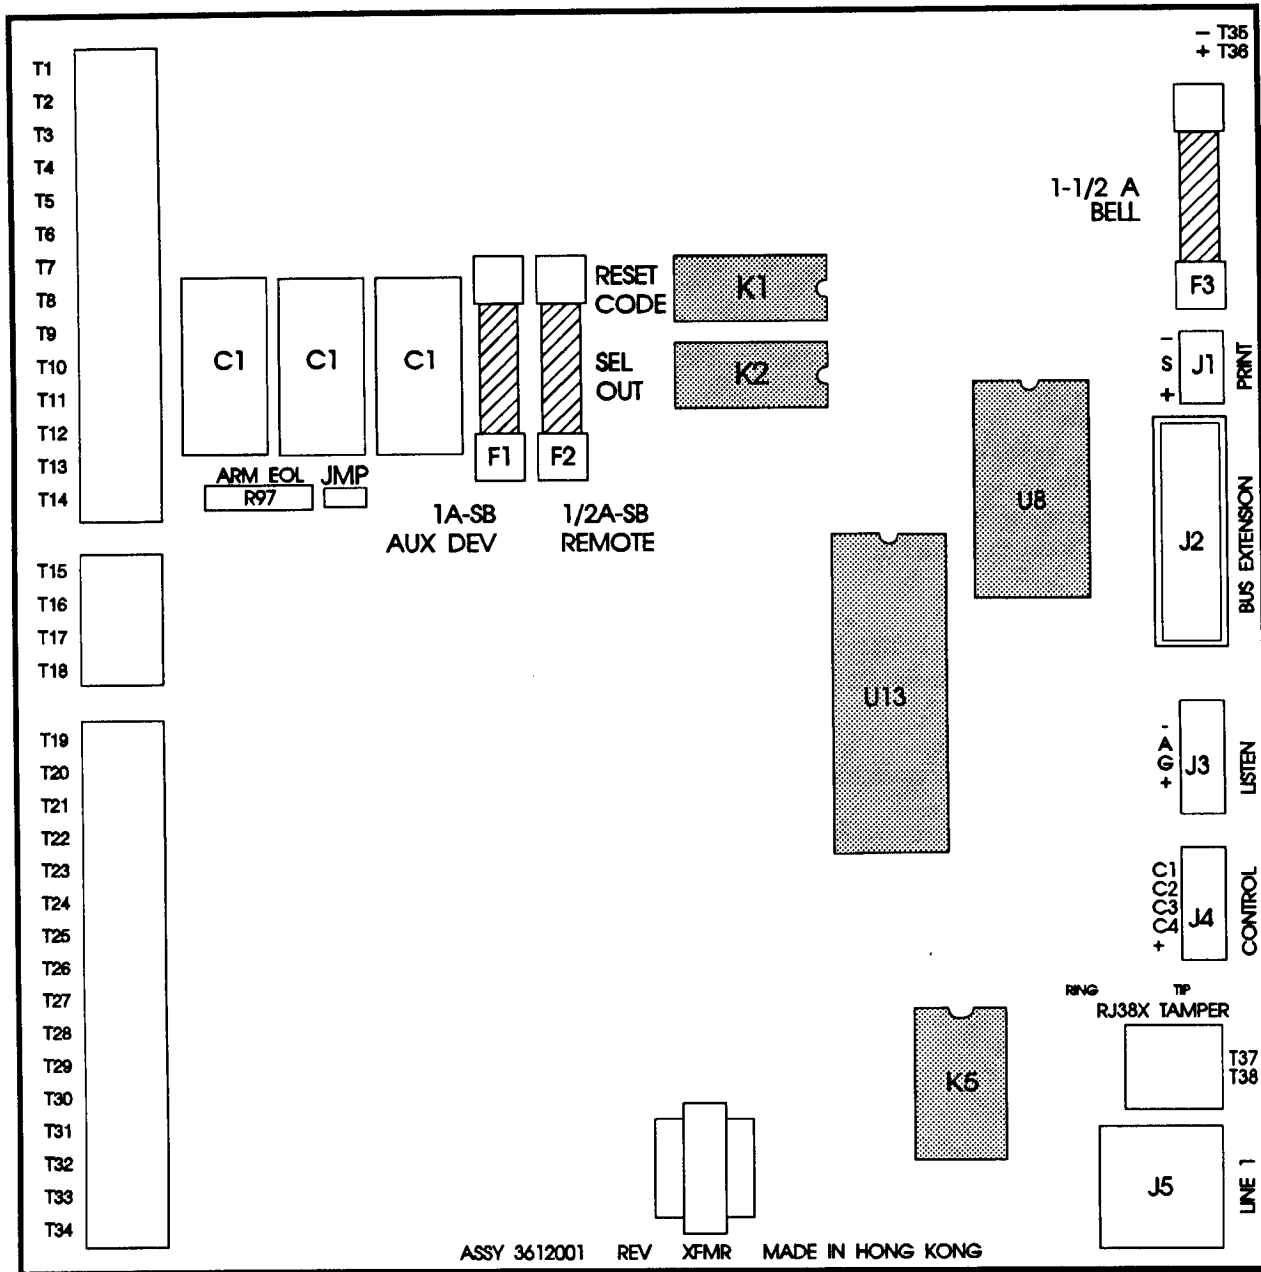 − T35
+ T36
T1
T2
T3
T4
T5
T6
T7
T8
T9
T10
T11
T12
T13
T14
T15
T16
T17
T18
T19
T20
T21
T22
T23
T24
T25
T26
T27
T28
T29
T30
T31
T32
T33
T34
C1
C1
C1
ARM EOL
R97
JMP
F1
F2
1A-SB
AUX DEV
1/2A-SB
REMOTE
RESET
CODE
SEL
OUT
K1
K2
U8
U13
K5
1-1/2 A
BELL
F3
−
S
+
J1
PRINT
J2
BUS EXTENSION
-
A
G
+
J3
LISTEN
C1
C2
C3
C4
+
J4
CONTROL
RING TIP
RJ38X TAMPER
T37
T38
J5
LINE 1
ASSY 3612001 REV XFMR MADE IN HONG KONG